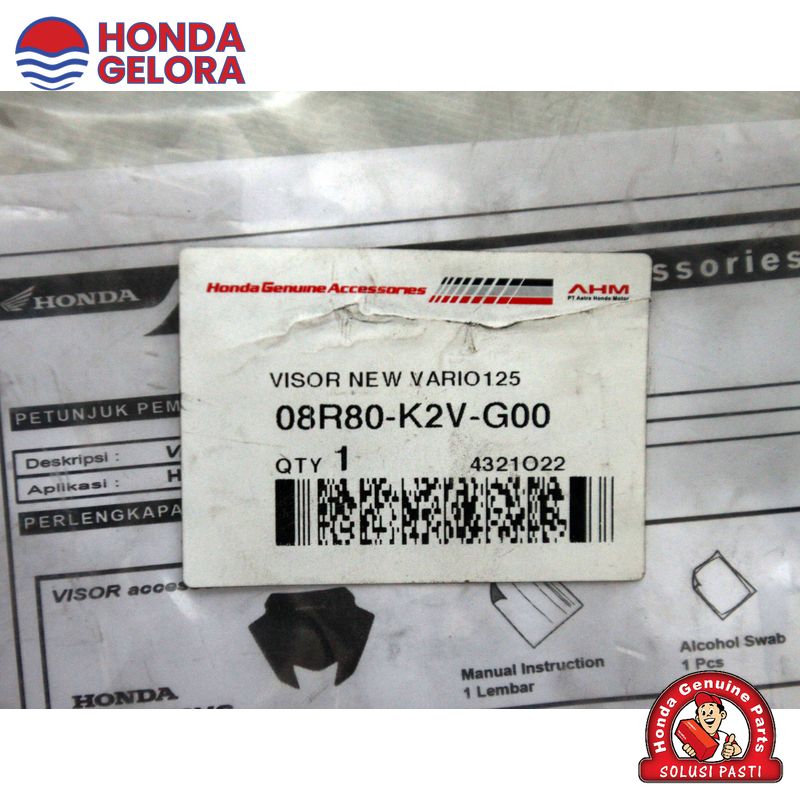 HONDA
GELORA
ssories
HONDA
Honda Genuine Accessories
AHM
PT Astra Honda Motor
VISOR NEW VARIO125
08R80-K2V-G00
QTY 1 4321O22
PETUNJUK PEM
Deskripsi : V
Aplikasi : H
PERLENGKAPA
VISOR acces
Manual Instruction
1 Lembar
Alcohol Swab
1 Pcs
HONDA
Honda Genuine Parts
SOLUSI PASTI